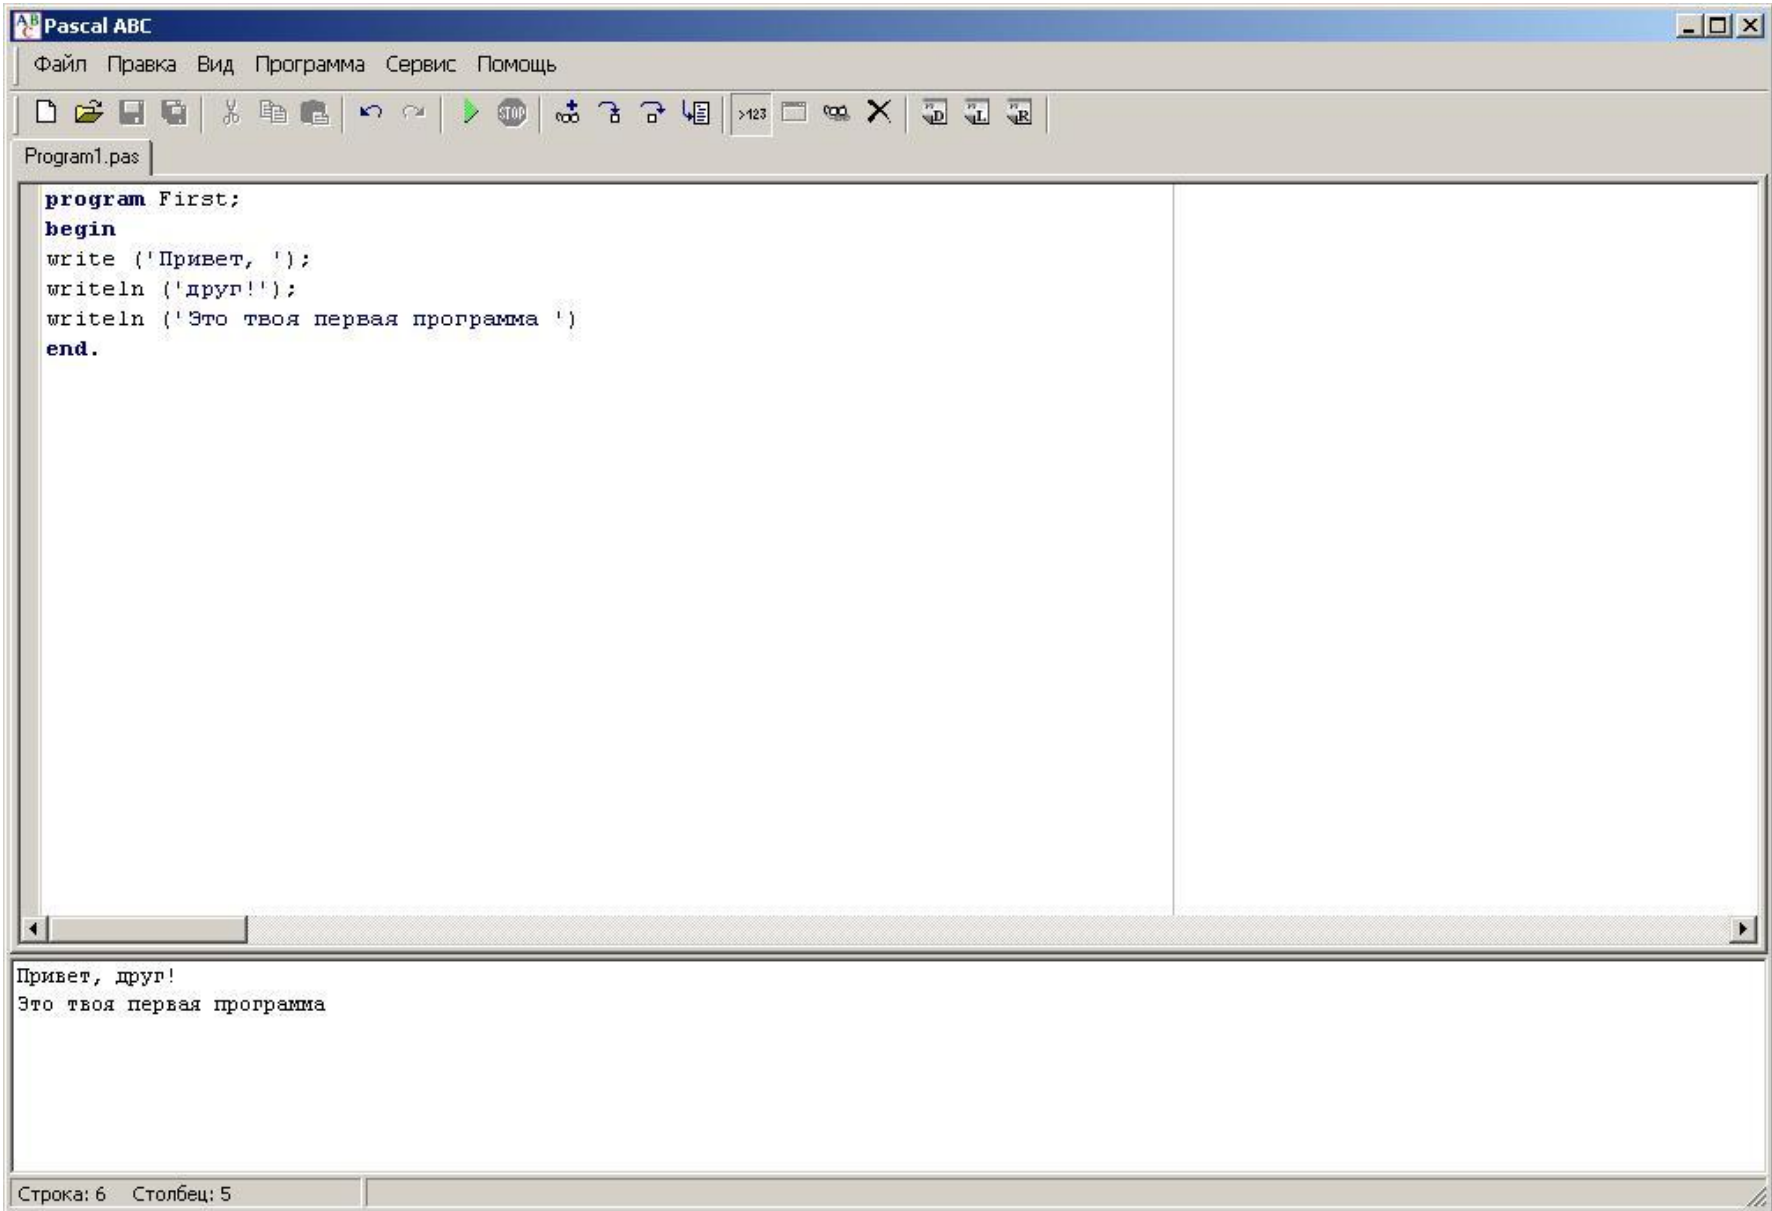 Pascal ABC
Файл Правка Вид Программа Сервис Помощь
STOP >123 D L R
Program1.pas
program First;
begin
write ('Привет, ');
writeln ('друг!');
writeln ('Это твоя первая программа ')
end.
Привет, друг!
Это твоя первая программа
Строка: 6 Столбец: 5